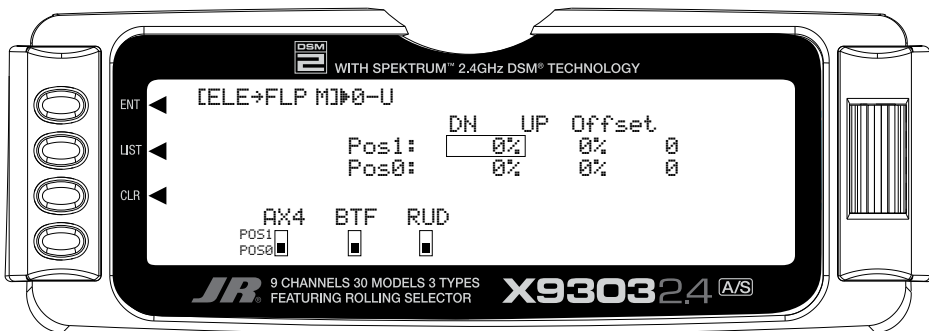 DSM
2
WITH SPEKTRUM™ 2.4GHz DSM® TECHNOLOGY
ENT
LIST
CLR
[ELE→FLP M]▶0-U
DN UP Offset
Pos1: 0% 0% 0
Pos0: 0% 0% 0
AX4 BTF RUD
POS1
POS0
JR® 9 CHANNELS 30 MODELS 3 TYPES
FEATURING ROLLING SELECTOR
X9303 2.4 A/S